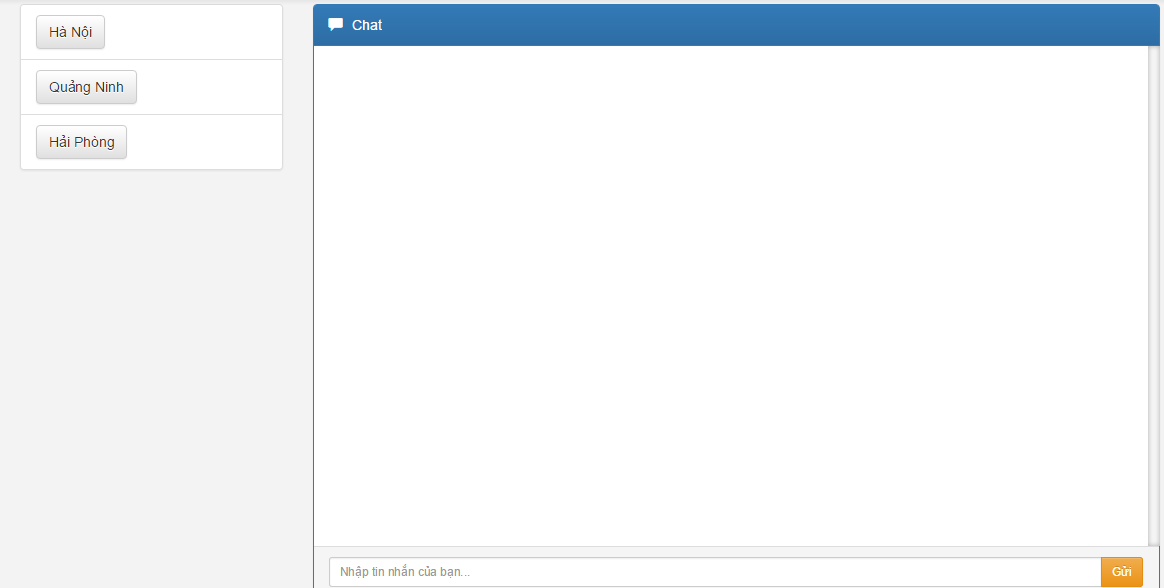 Hà Nội
Quảng Ninh
Hải Phòng
Chat
Nhập tin nhắn của bạn...
Gửi